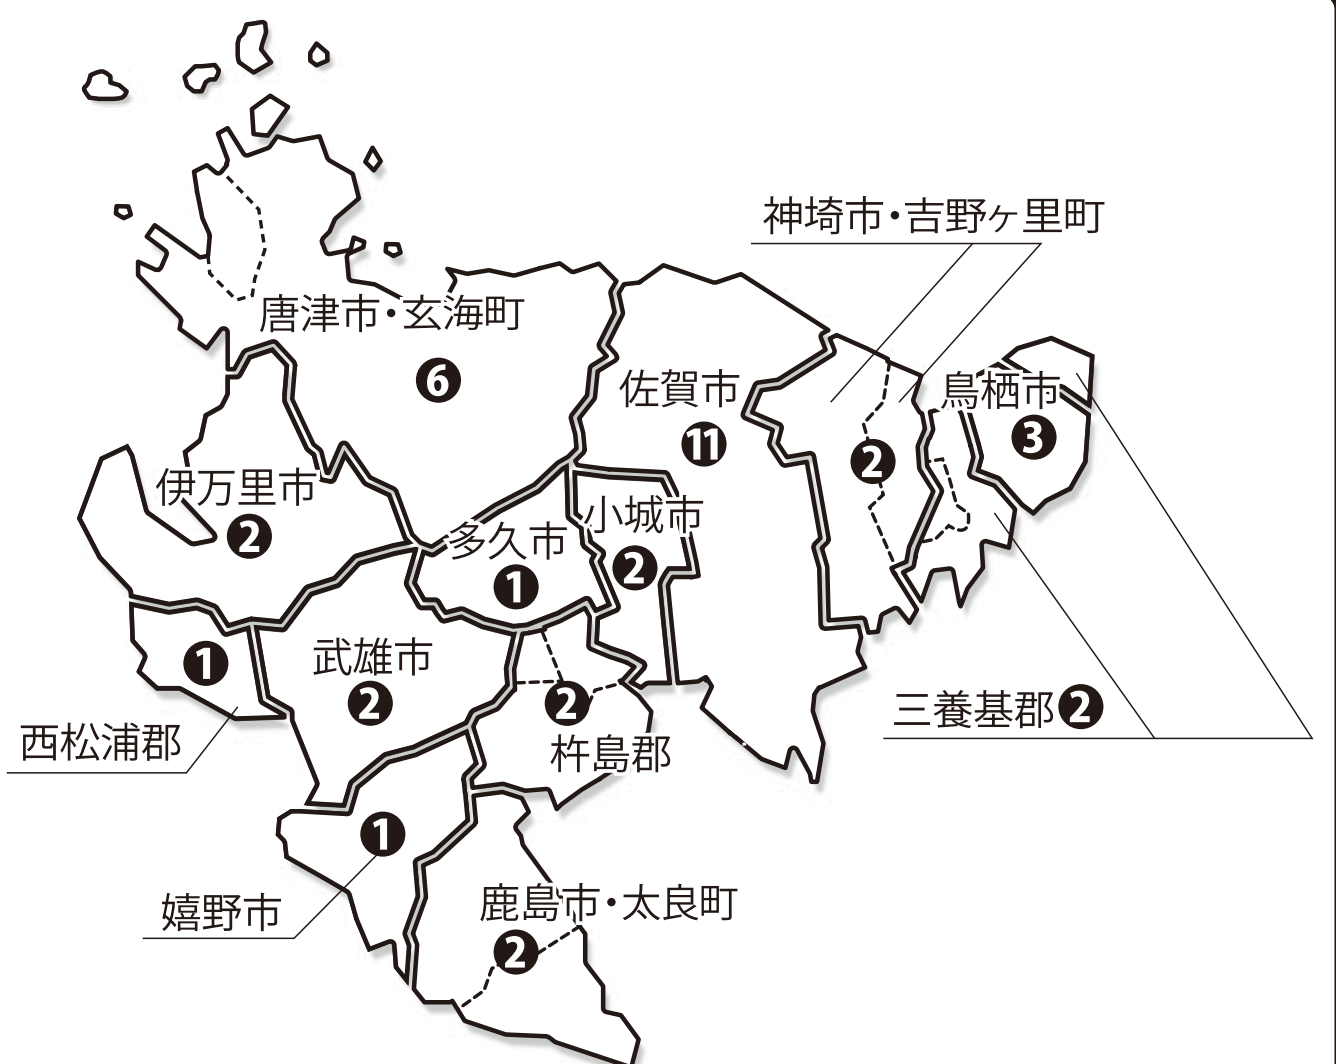 神埼市・吉野ヶ里町
唐津市・玄海町
❻
佐賀市
⓫
鳥栖市
❸
❷
伊万里市
❷
多久市
❶
小城市
❷
❶
武雄市
❷
❷
杵島郡
三養基郡❷
西松浦郡
❶
嬉野市
鹿島市・太良町
❷